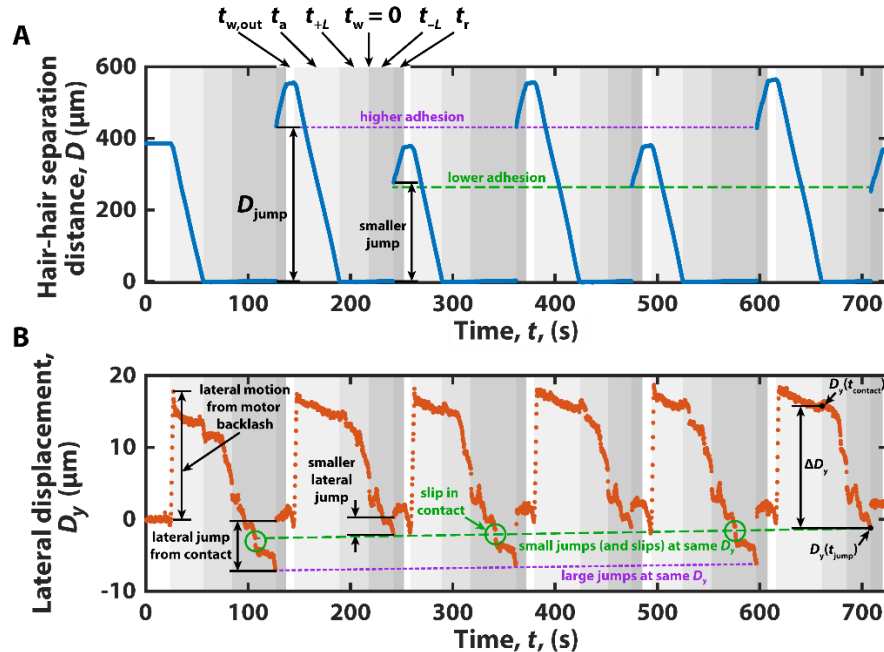 t_w,out t_a t_+L t_w = 0 t_–L t_r
A
600
400
200
0
Hair-hair separation
distance, D (µm)
higher adhesion
lower adhesion
D_jump
smaller
jump
0 100 200 300 400 500 600 700
Time, t, (s)
B
20
10
0
-10
Lateral displacement,
D_y (µm)
lateral motion
from motor
backlash
lateral jump
from contact
smaller
lateral
jump
slip in
contact
small jumps (and slips) at same D_y
large jumps at same D_y
D_y(t_contact)
ΔD_y
D_y(t_jump)
0 100 200 300 400 500 600 700
Time, t, (s)